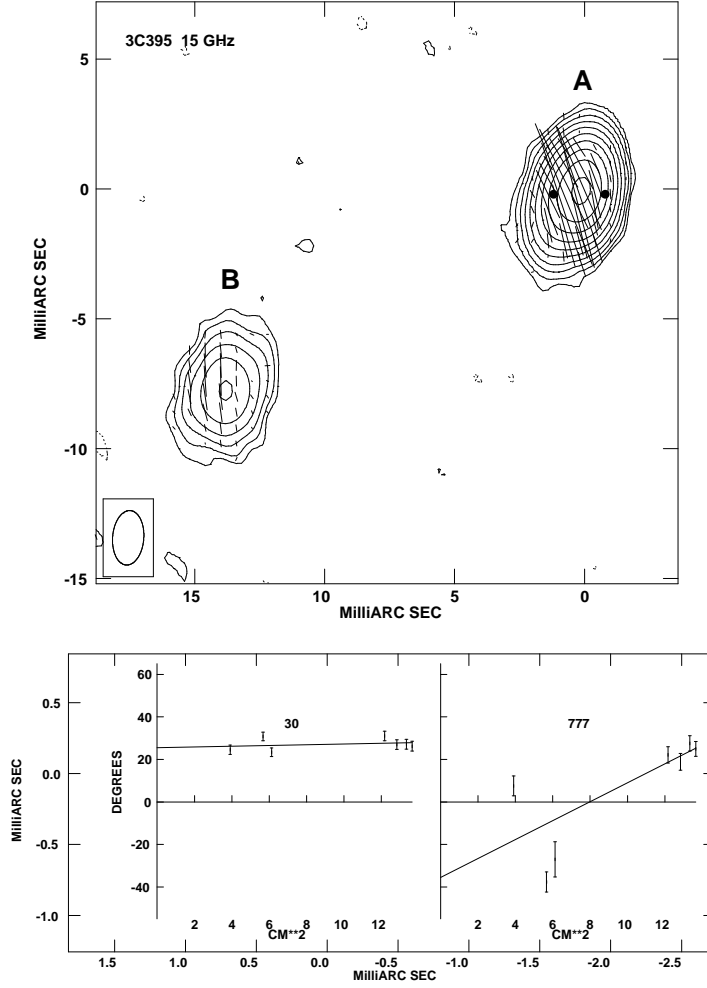 3C395 15 GHz
A
B
5
0
-5
-10
-15
MilliARC SEC
15 10 5 0
MilliARC SEC
0.5
0.0
-0.5
-1.0
MilliARC SEC
60
40
20
0
-20
-40
DEGREES
30
777
2 4 6 8 10 12
CM**2
2 4 6 8 10 12
CM**2
1.5 1.0 0.5 0.0 -0.5 -1.0 -1.5 -2.0 -2.5
MilliARC SEC